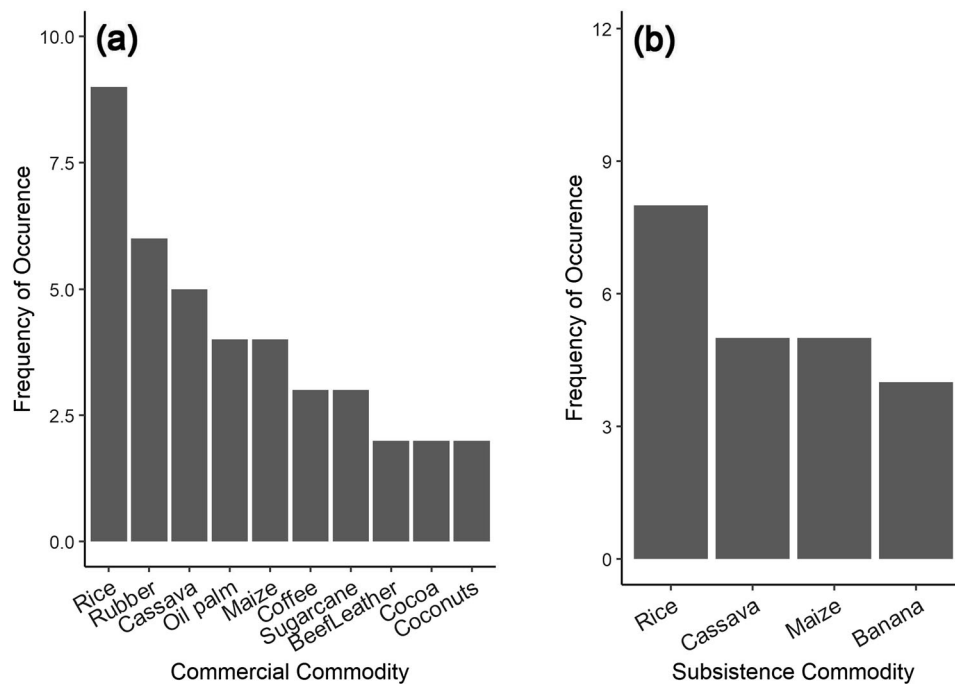 (a)
Frequency of Occurence
10.0
7.5
5.0
2.5
0.0
Rice
Rubber
Cassava
Oil palm
Maize
Coffee
Sugarcane
BeefLeather
Cocoa
Coconuts
Commercial Commodity
(b)
Frequency of Occurence
12
9
6
3
0
Rice
Cassava
Maize
Banana
Subsistence Commodity